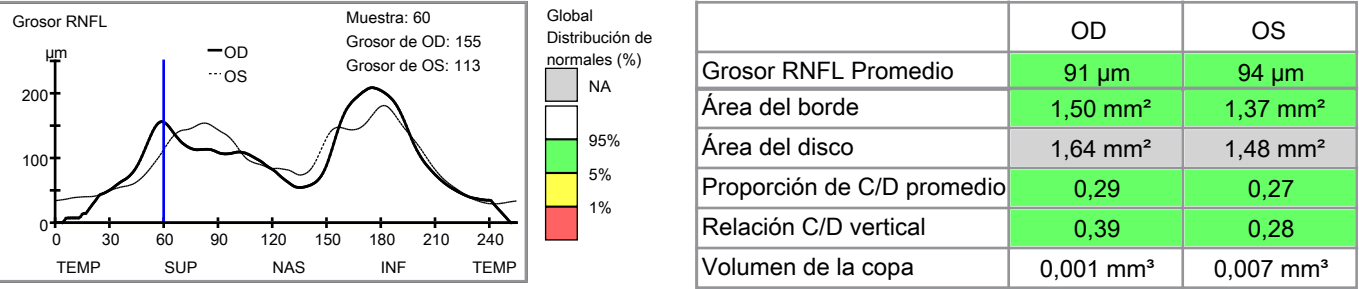 Grosor RNFL
Muestra: 60
Grosor de OD: 155
Grosor de OS: 113
µm
OD
OS
200
100
0
0 30 60 90 120 150 180 210 240
TEMP SUP NAS INF TEMP
Global
Distribución de
normales (%)
NA
95%
5%
1%
OD OS
Grosor RNFL Promedio 91 µm 94 µm
Área del borde 1,50 mm² 1,37 mm²
Área del disco 1,64 mm² 1,48 mm²
Proporción de C/D promedio 0,29 0,27
Relación C/D vertical 0,39 0,28
Volumen de la copa 0,001 mm³ 0,007 mm³